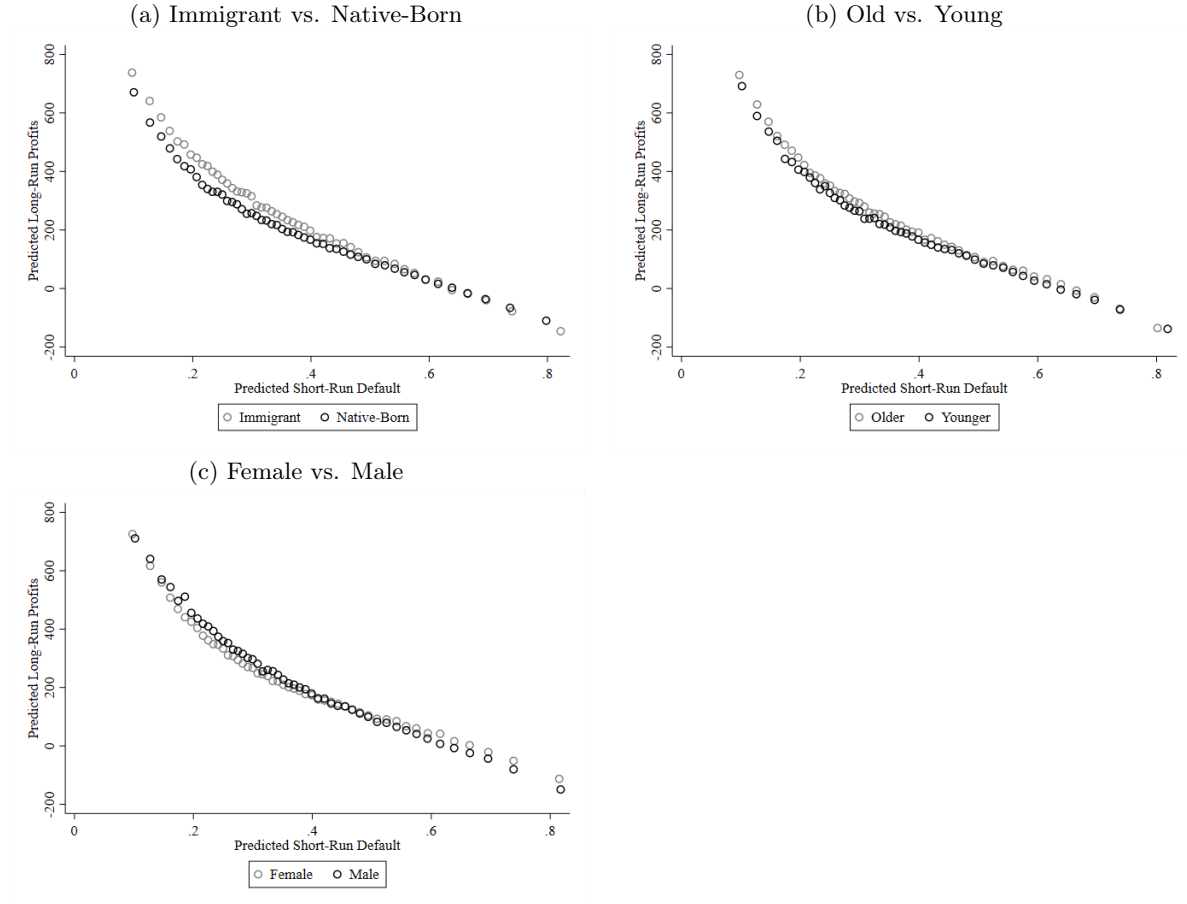 (a) Immigrant vs. Native-Born
800
600
400
200
0
-200
Predicted Long-Run Profits
0 .2 .4 .6 .8
Predicted Short-Run Default
Immigrant Native-Born
(b) Old vs. Young
800
600
400
200
0
-200
Predicted Long-Run Profits
0 .2 .4 .6 .8
Predicted Short-Run Default
Older Younger
(c) Female vs. Male
800
600
400
200
0
-200
Predicted Long-Run Profits
0 .2 .4 .6 .8
Predicted Short-Run Default
Female Male